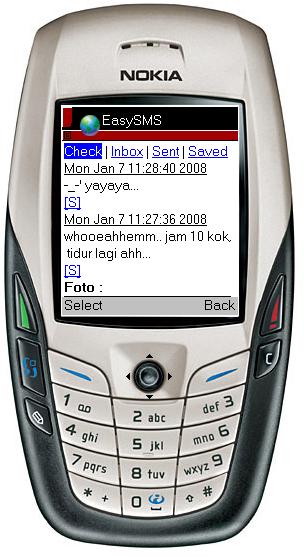 NOKIA
EasySMS
Check | Inbox | Sent | Saved
Mon Jan 7 11:28:40 2008
-_-' yayaya...
[S]
Mon Jan 7 11:27:36 2008
whooeahhemm.. jam 10 kok,
tidur lagi ahh...
[S]
Foto :
Select Back
1 2 abc def 3
4 ghi 5 jkl mno 6
7 pqrs 8 tuv wxyz 9
* + 0 #